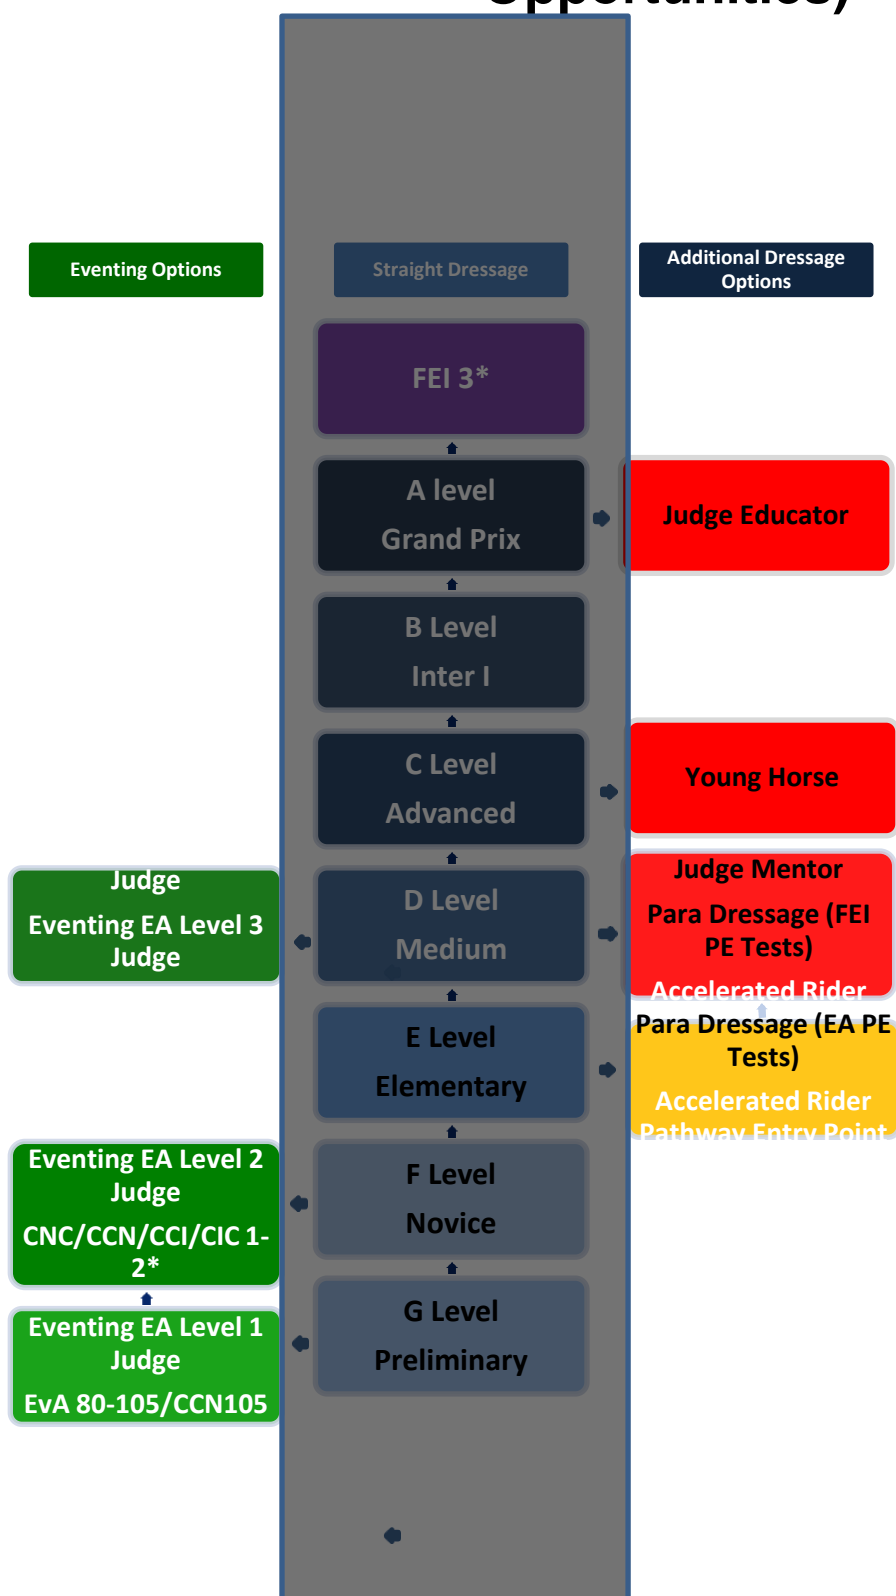 Opportunities)
Eventing Options
Straight Dressage
Additional Dressage
Options
FEI 3*
A level
Grand Prix
Judge Educator
B Level
Inter I
C Level
Advanced
Young Horse
Judge
Eventing EA Level 3
Judge
D Level
Medium
Judge Mentor
Para Dressage (FEI
PE Tests)
Accelerated Rider
E Level
Elementary
Para Dressage (EA PE
Tests)
Accelerated Rider
Pathway Entry Point
Eventing EA Level 2
Judge
CNC/CCN/CCI/CIC 1-
2*
F Level
Novice
Eventing EA Level 1
Judge
EvA 80-105/CCN105
G Level
Preliminary